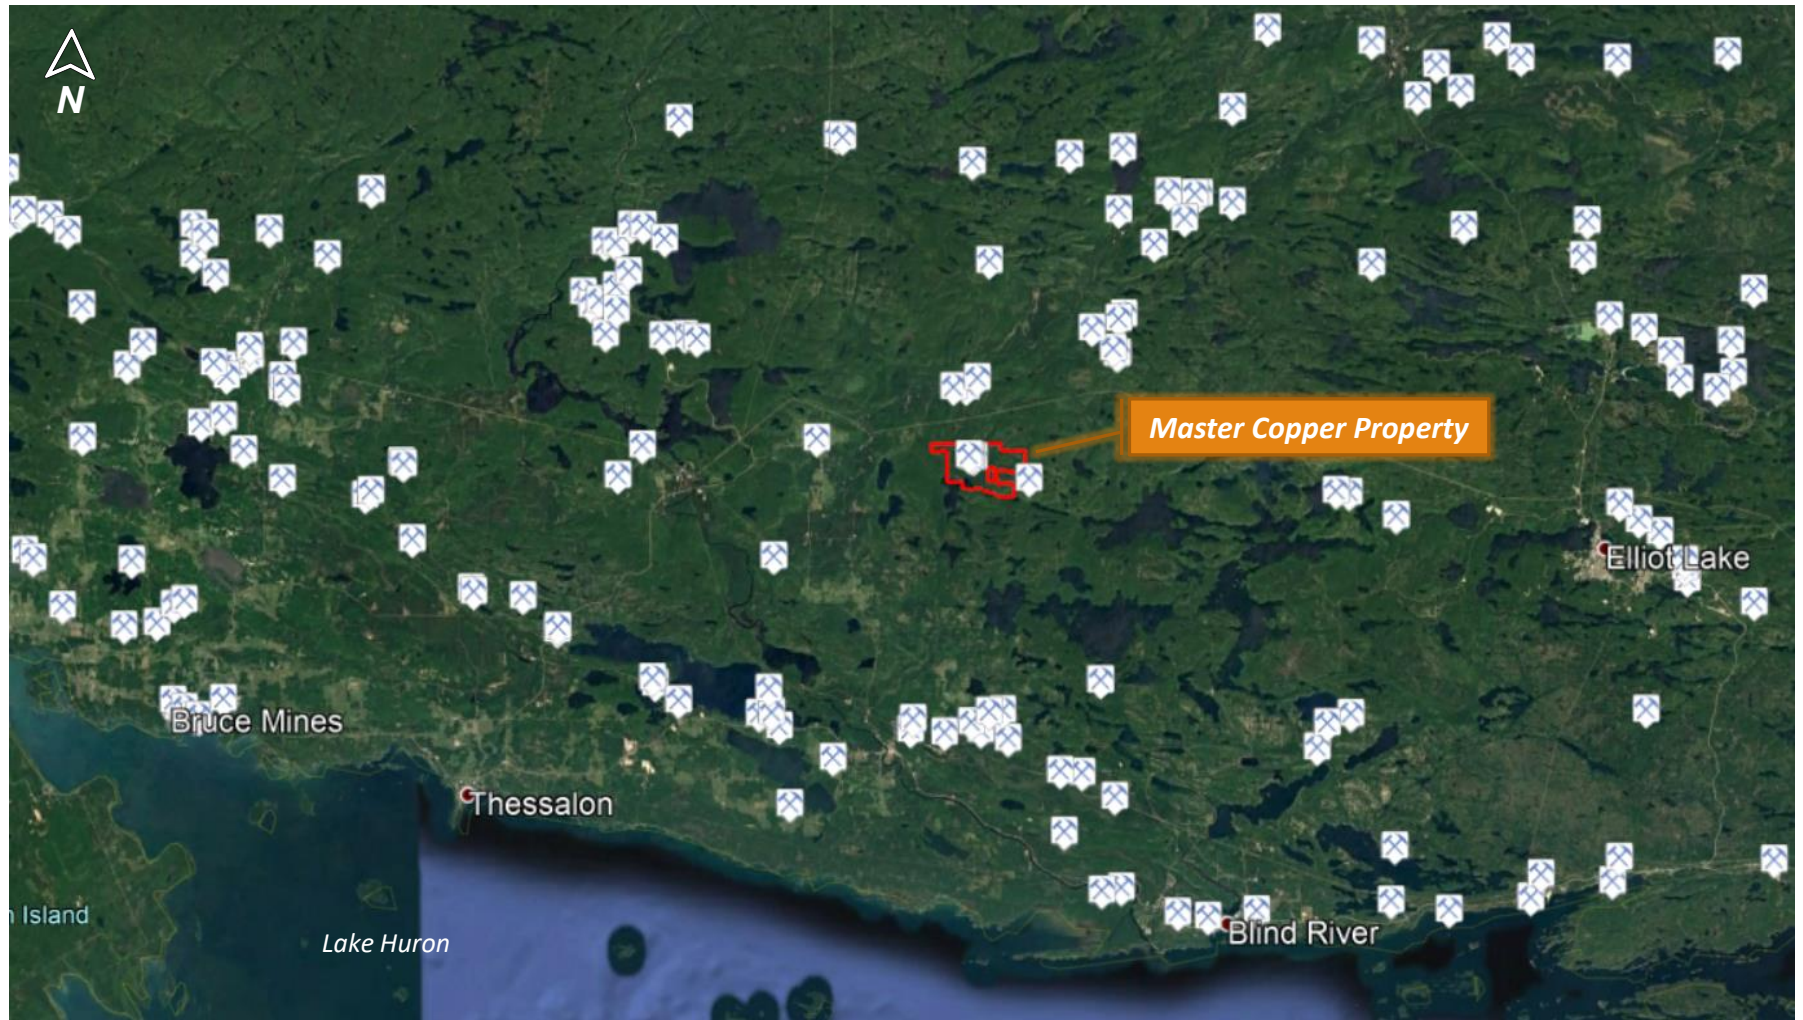 N
Master Copper Property
Elliot Lake
Bruce Mines
Thessalon
Island
Lake Huron
Blind River